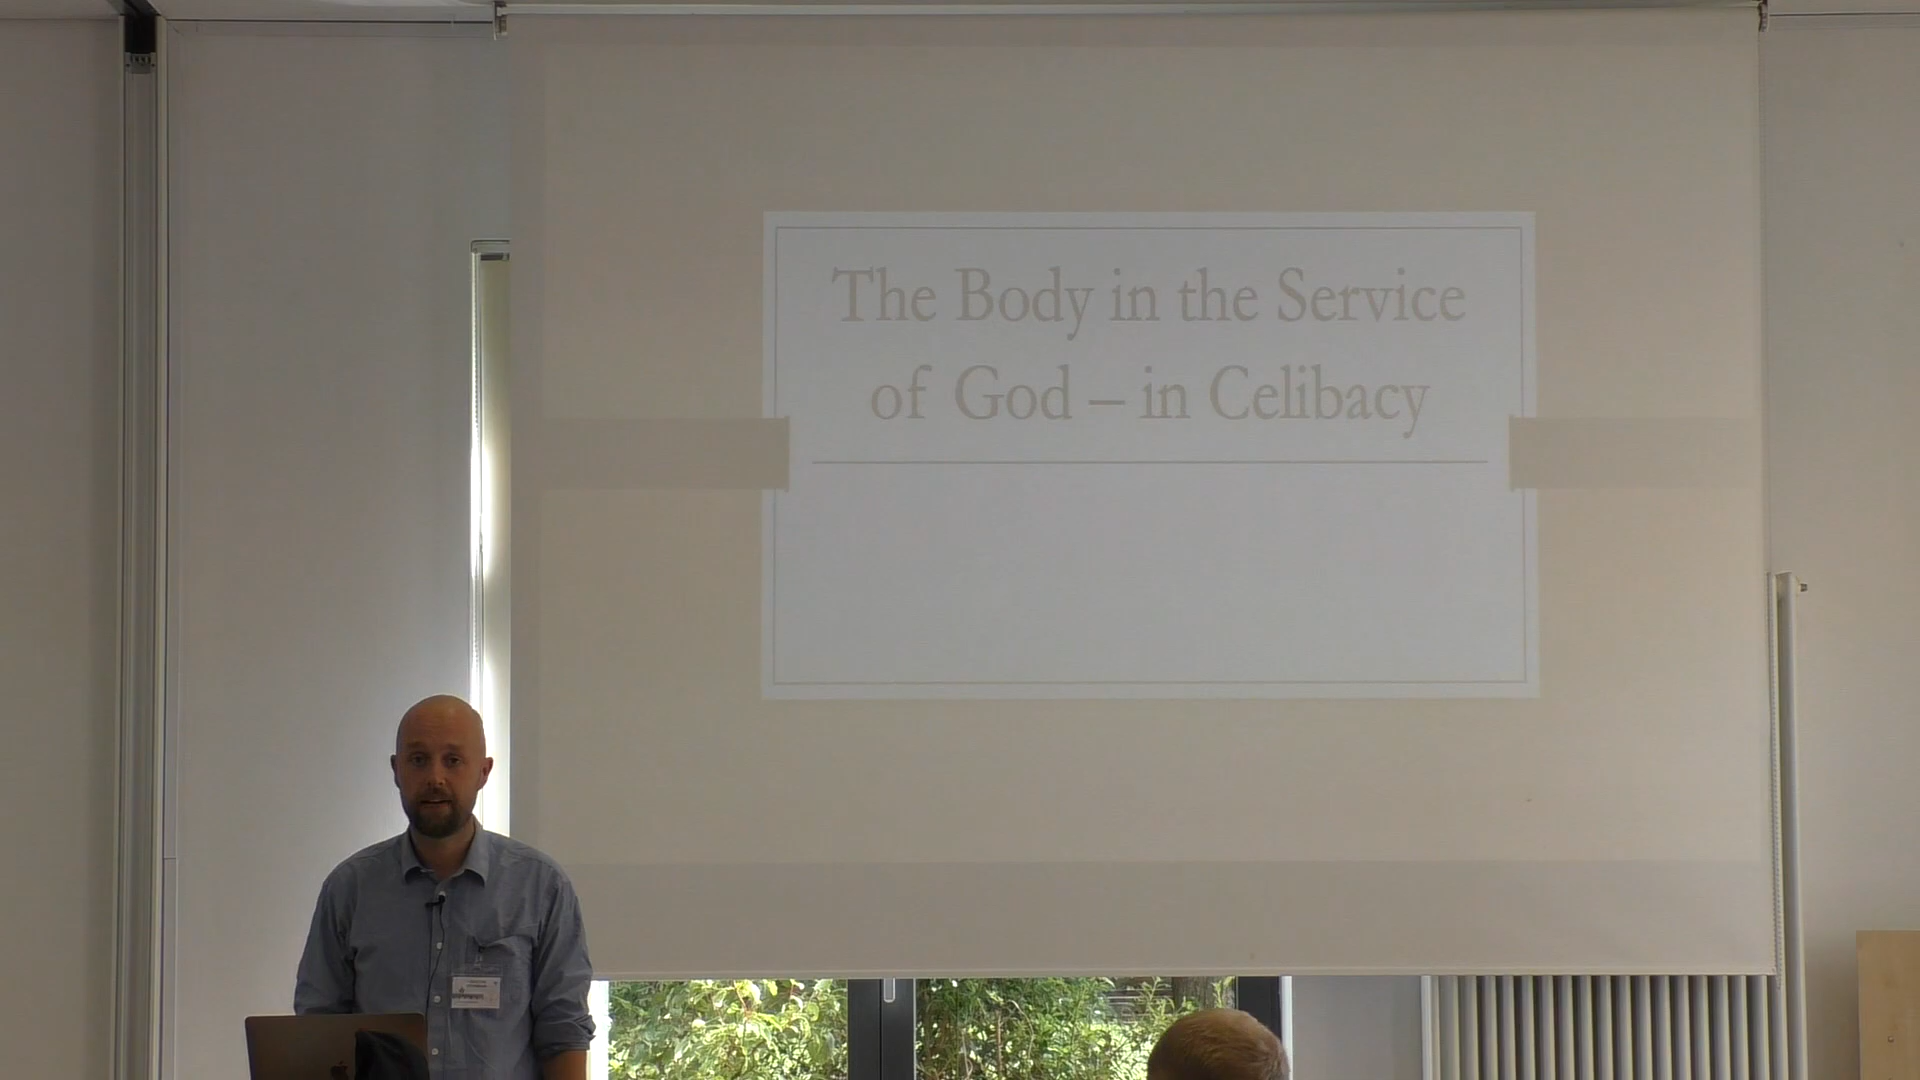 The Body in the Service
of God – in Celibacy